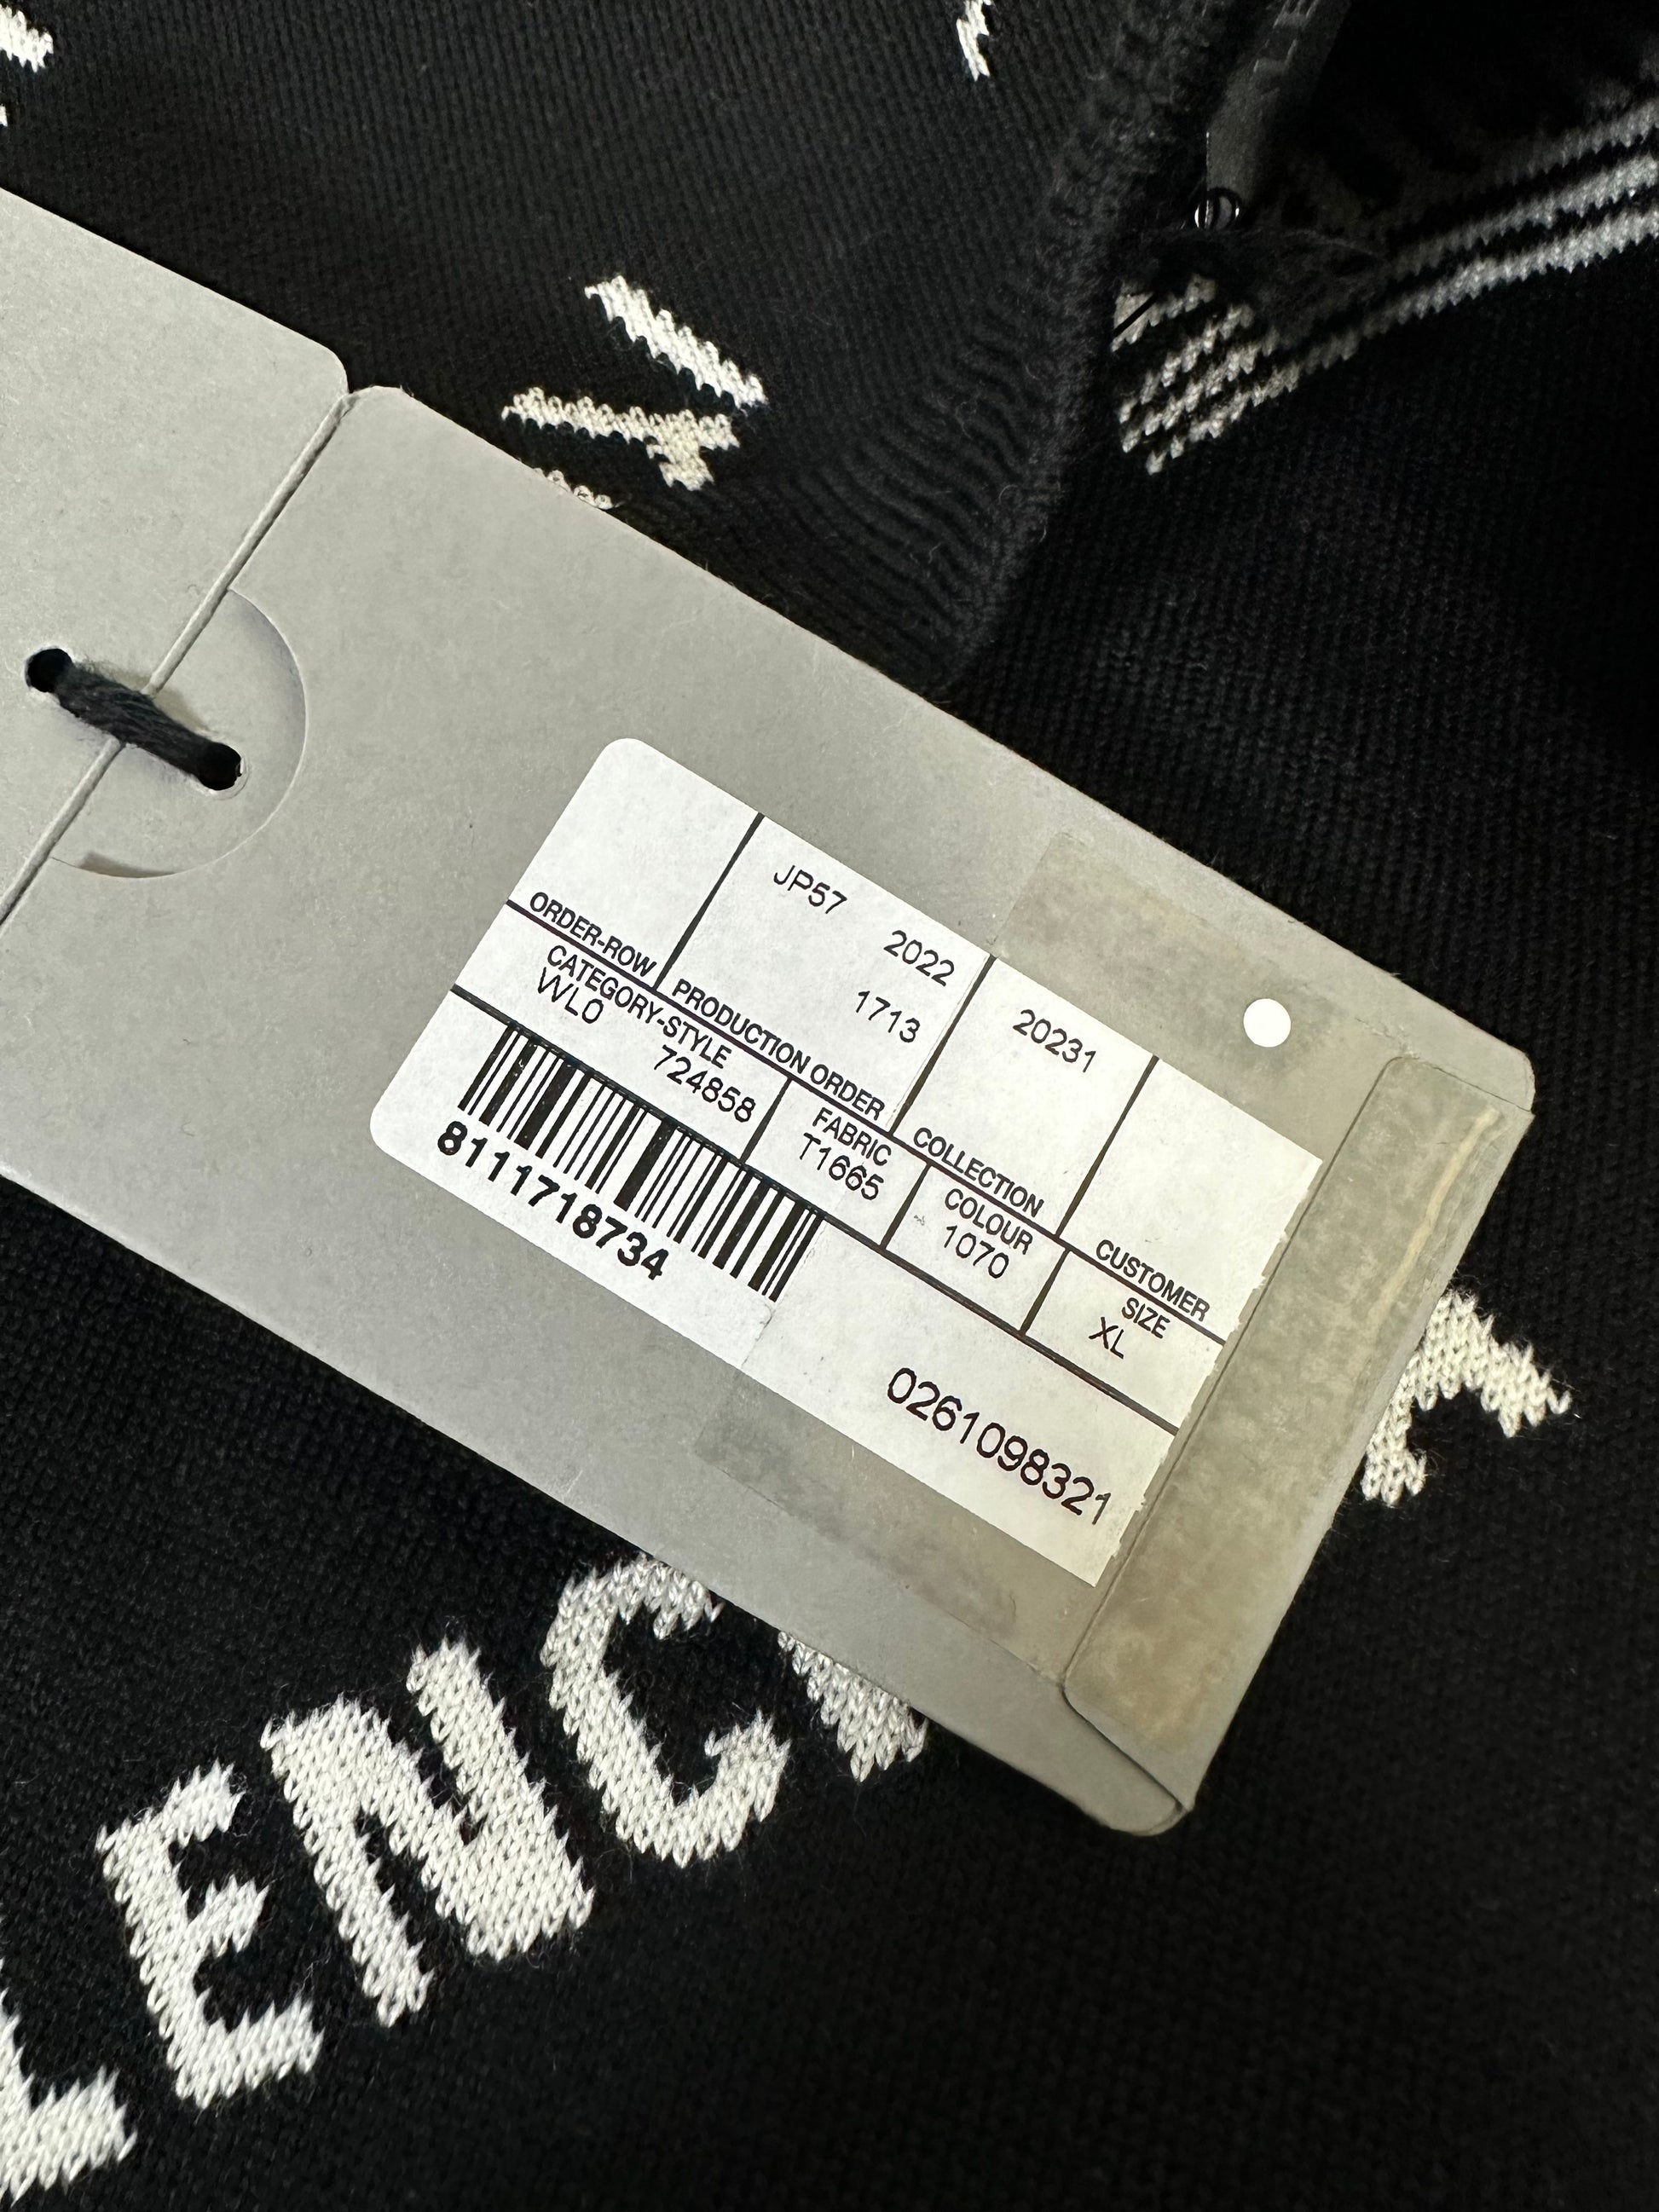 JP57 2022 20231
1713
ORDER-ROW PRODUCTION ORDER COLLECTION CUSTOMER
CATEGORY-STYLE FABRIC COLOUR SIZE
WL0 724858 T1665 1070 XL
8111718734
0261098321
LENC